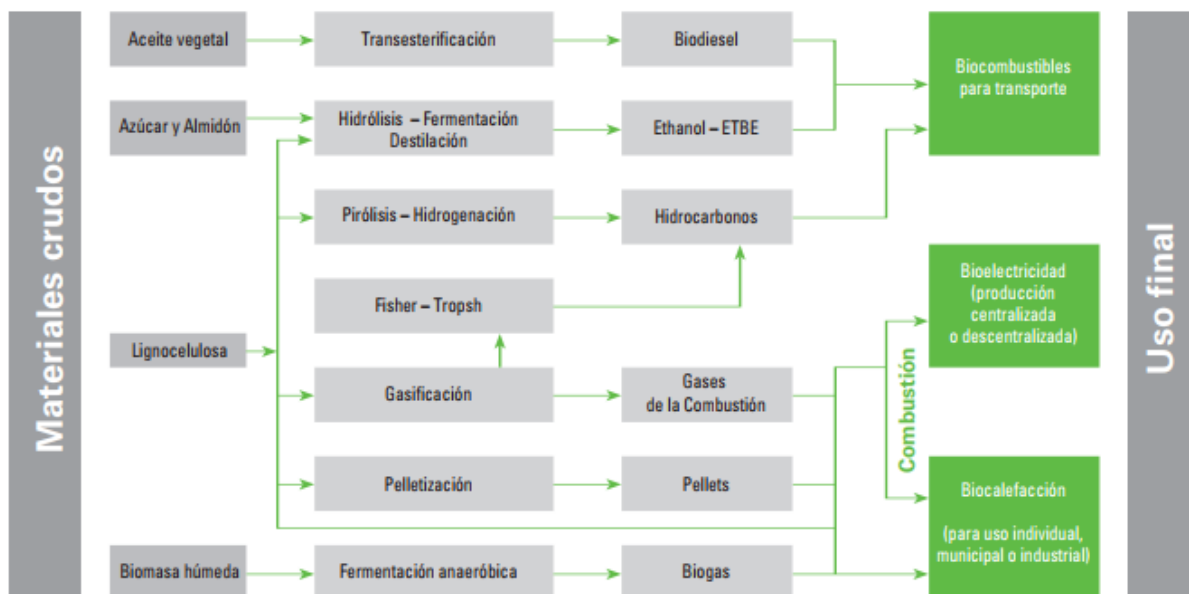 Materiales crudos
Aceite vegetal
Transesterificación
Biodiesel
Biocombustibles
para transporte
Azúcar y Almidón
Hidrólisis – Fermentación
Destilación
Ethanol – ETBE
Pirólisis – Hidrogenación
Hidrocarbonos
Fisher – Tropsh
Bioelectricidad
(producción
centralizada
o descentralizada)
Lignocelulosa
Gasificación
Gases
de la Combustión
Combustión
Pelletización
Pellets
Biocalefacción
(para uso individual,
municipal o industrial)
Biomasa húmeda
Fermentación anaeróbica
Biogas
Uso final